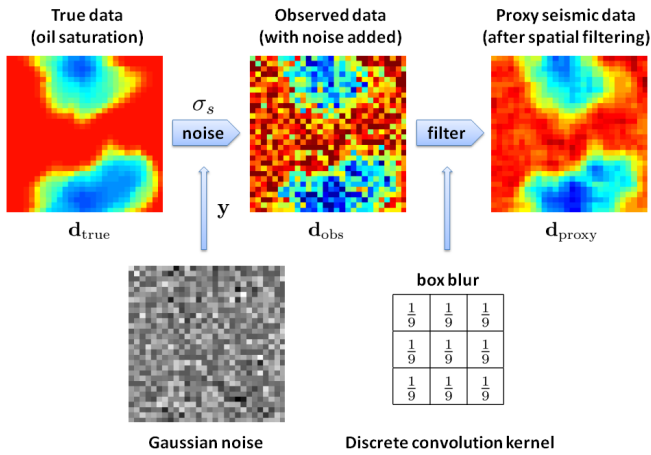 True data
(oil saturation)
Observed data
(with noise added)
Proxy seismic data
(after spatial filtering)
σ_s
noise
filter
y
d_true
d_obs
d_proxy
box blur
1/9 1/9 1/9
1/9 1/9 1/9
1/9 1/9 1/9
Gaussian noise
Discrete convolution kernel